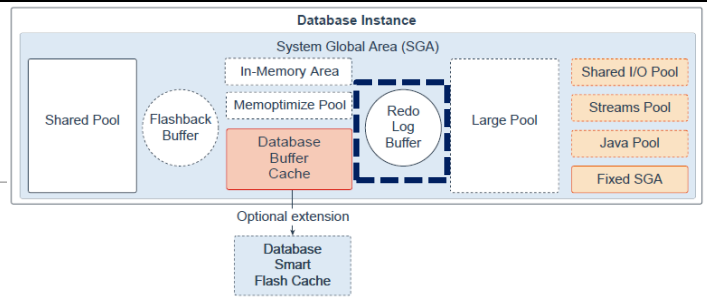 Database Instance
System Global Area (SGA)
Shared Pool
Flashback
Buffer
In-Memory Area
Memoptimize Pool
Database
Buffer
Cache
Redo
Log
Buffer
Large Pool
Shared I/O Pool
Streams Pool
Java Pool
Fixed SGA
Optional extension
Database
Smart
Flash Cache